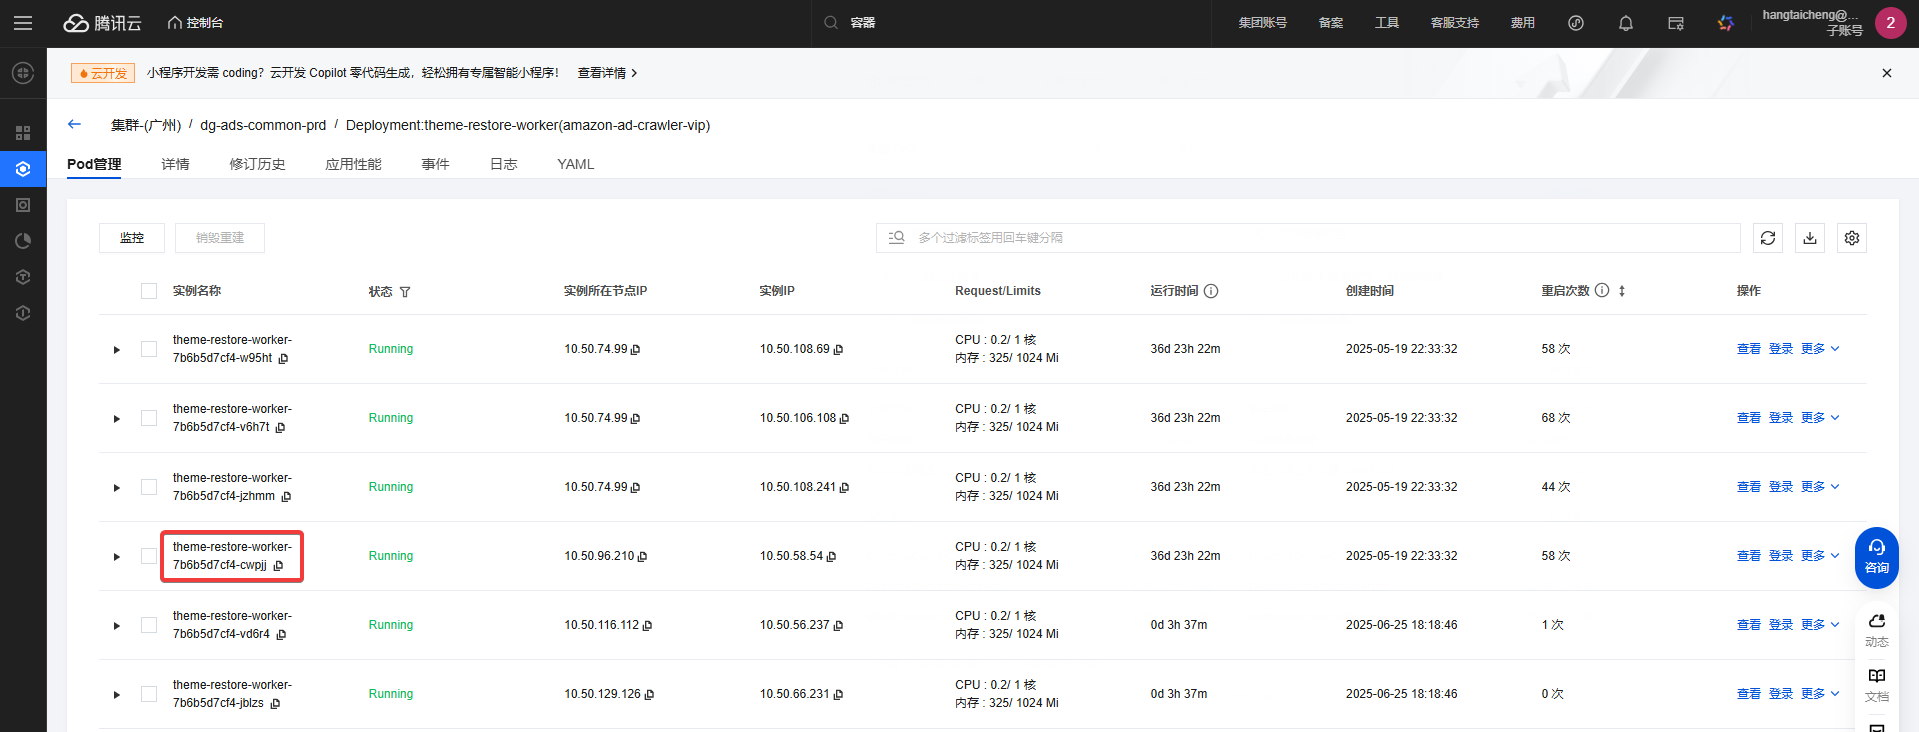 腾讯云
控制台
容器
集团账号
备案
工具
客服支持
费用
hangtaicheng@...
子账号
2
云开发
小程序开发需 coding？云开发 Copilot 零代码生成，轻松拥有专属智能小程序！
查看详情
集群-(广州) / dg-ads-common-prd / Deployment:theme-restore-worker(amazon-ad-crawler-vip)
Pod管理 详情 修订历史 应用性能 事件 日志 YAML
监控 销毁重建 多个过滤标签用回车键分隔
实例名称 状态 实例所在节点IP 实例IP Request/Limits 运行时间 创建时间 重启次数 操作
theme-restore-worker-
7b6b5d7cf4-w95ht
Running 10.50.74.99 10.50.108.69
CPU : 0.2/ 1 核
内存 : 325/ 1024 Mi
36d 23h 22m 2025-05-19 22:33:32 58 次 查看 登录 更多
theme-restore-worker-
7b6b5d7cf4-v6h7t
Running 10.50.74.99 10.50.106.108
CPU : 0.2/ 1 核
内存 : 325/ 1024 Mi
36d 23h 22m 2025-05-19 22:33:32 68 次 查看 登录 更多
theme-restore-worker-
7b6b5d7cf4-jzhmm
Running 10.50.74.99 10.50.108.241
CPU : 0.2/ 1 核
内存 : 325/ 1024 Mi
36d 23h 22m 2025-05-19 22:33:32 44 次 查看 登录 更多
theme-restore-worker-
7b6b5d7cf4-cwpjj
Running 10.50.96.210 10.50.58.54
CPU : 0.2/ 1 核
内存 : 325/ 1024 Mi
36d 23h 22m 2025-05-19 22:33:32 58 次 查看 登录 更多
theme-restore-worker-
7b6b5d7cf4-vd6r4
Running 10.50.116.112 10.50.56.237
CPU : 0.2/ 1 核
内存 : 325/ 1024 Mi
0d 3h 37m 2025-06-25 18:18:46 1 次 查看 登录 更多
theme-restore-worker-
7b6b5d7cf4-jblzs
Running 10.50.129.126 10.50.66.231
CPU : 0.2/ 1 核
内存 : 325/ 1024 Mi
0d 3h 37m 2025-06-25 18:18:46 0 次 查看 登录 更多
咨询
动态
文档